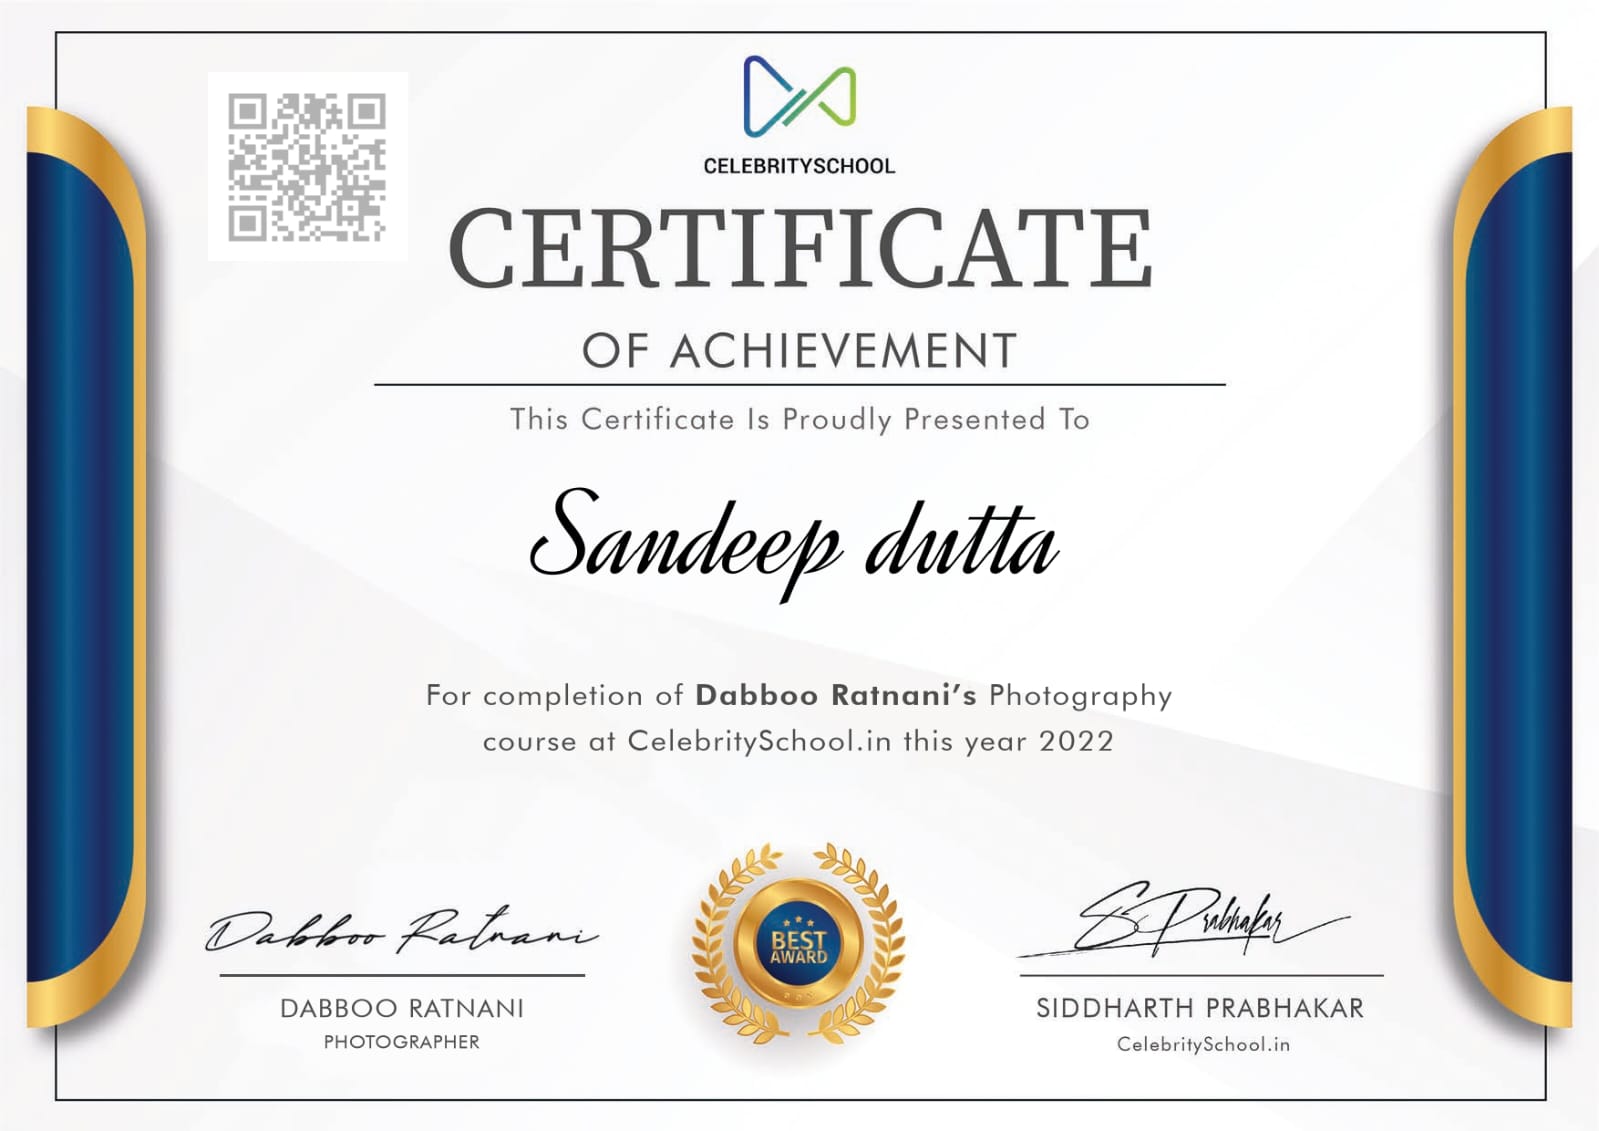 CELEBRITYSCHOOL
CERTIFICATE
OF ACHIEVEMENT
This Certificate Is Proudly Presented To
Sandeep dutta
For completion of Dabboo Ratnani's Photography
course at CelebritySchool.in this year 2022
Dabboo Ratnani
DABBOO RATNANI
PHOTOGRAPHER
BEST
AWARD
S Prabhakar
SIDDHARTH PRABHAKAR
CelebritySchool.in